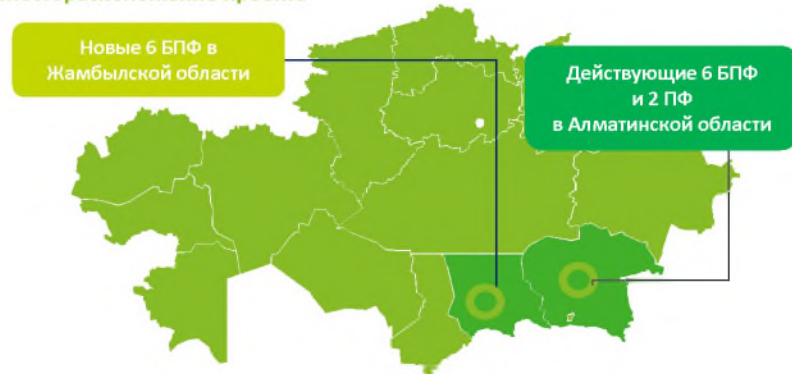 Новые 6 БПФ в
Жамбылской области
Действующие 6 БПФ
и 2 ПФ
в Алматинской области